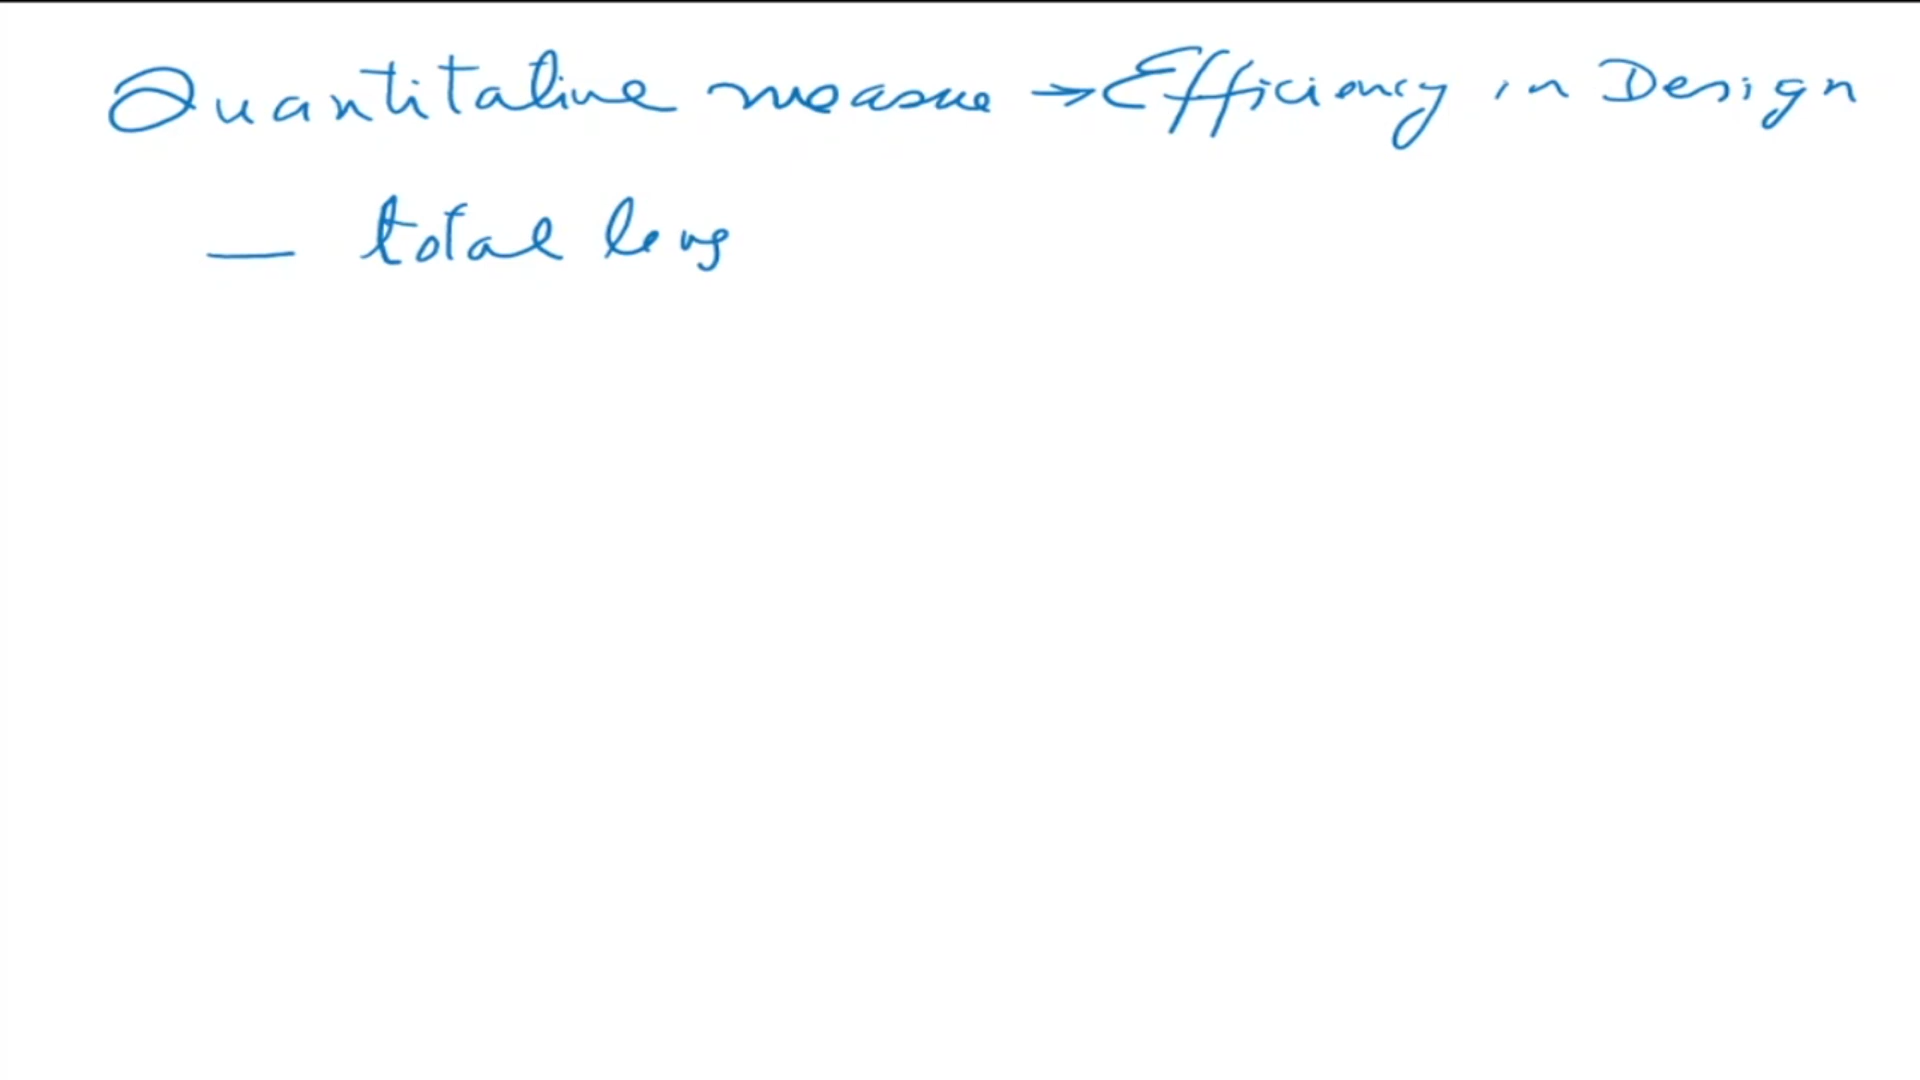 Quantitative measure → Efficiency in Design
— total leng